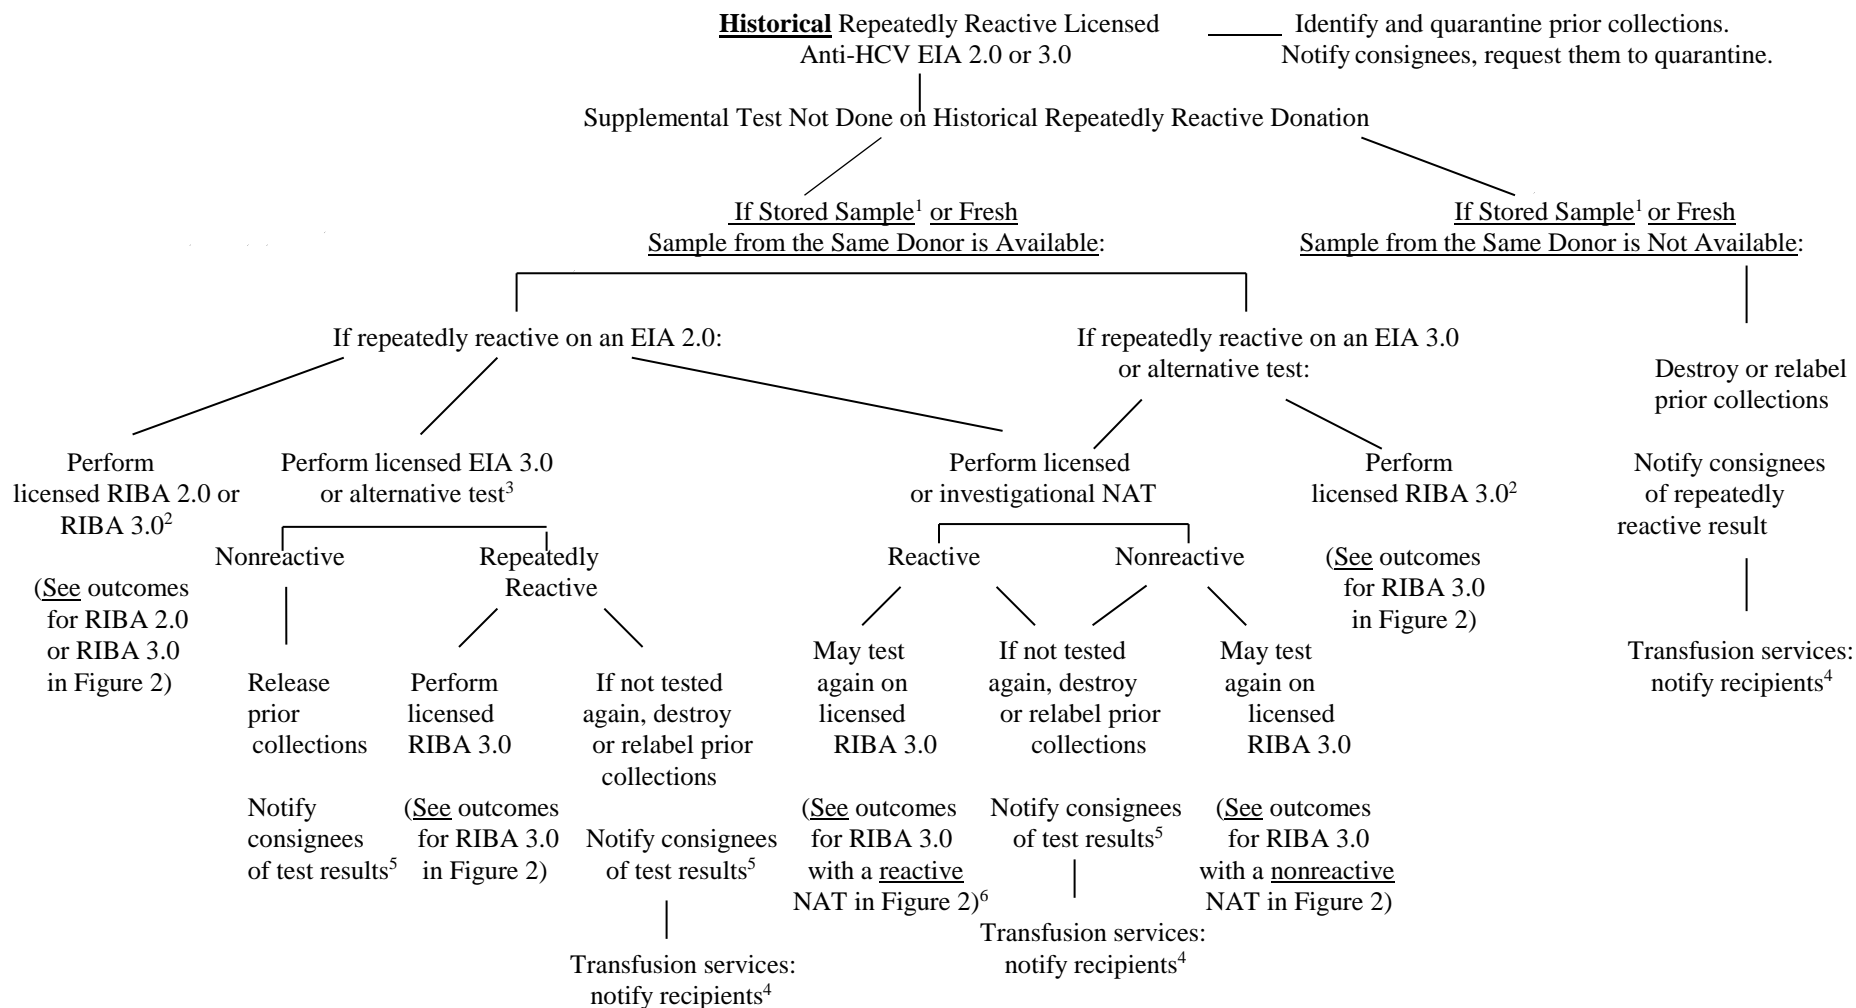 Historical Repeatedly Reactive Licensed
Anti-HCV EIA 2.0 or 3.0
Identify and quarantine prior collections.
Notify consignees, request them to quarantine.
Supplemental Test Not Done on Historical Repeatedly Reactive Donation
If Stored Sample¹ or Fresh
Sample from the Same Donor is Available:
If Stored Sample¹ or Fresh
Sample from the Same Donor is Not Available:
If repeatedly reactive on an EIA 2.0:
If repeatedly reactive on an EIA 3.0
or alternative test:
Destroy or relabel
prior collections
Notify consignees
of repeatedly
reactive result
Transfusion services:
notify recipients⁴
Perform
licensed RIBA 2.0 or
RIBA 3.0²
(See outcomes
for RIBA 2.0
or RIBA 3.0
in Figure 2)
Perform licensed EIA 3.0
or alternative test³
Nonreactive
Release
prior
collections
Notify
consignees
of test results⁵
Repeatedly
Reactive
Perform
licensed
RIBA 3.0
(See outcomes
for RIBA 3.0
in Figure 2)
If not tested
again, destroy
or relabel prior
collections
Notify consignees
of test results⁵
Transfusion services:
notify recipients⁴
Perform licensed
or investigational NAT
Reactive
May test
again on
licensed
RIBA 3.0
(See outcomes
for RIBA 3.0
with a reactive
NAT in Figure 2)⁶
If not tested
again, destroy
or relabel prior
collections
Notify consignees
of test results⁵
Transfusion services:
notify recipients⁴
Nonreactive
May test
again on
licensed
RIBA 3.0
(See outcomes
for RIBA 3.0
with a nonreactive
NAT in Figure 2)
Perform
licensed RIBA 3.0²
(See outcomes
for RIBA 3.0
in Figure 2)